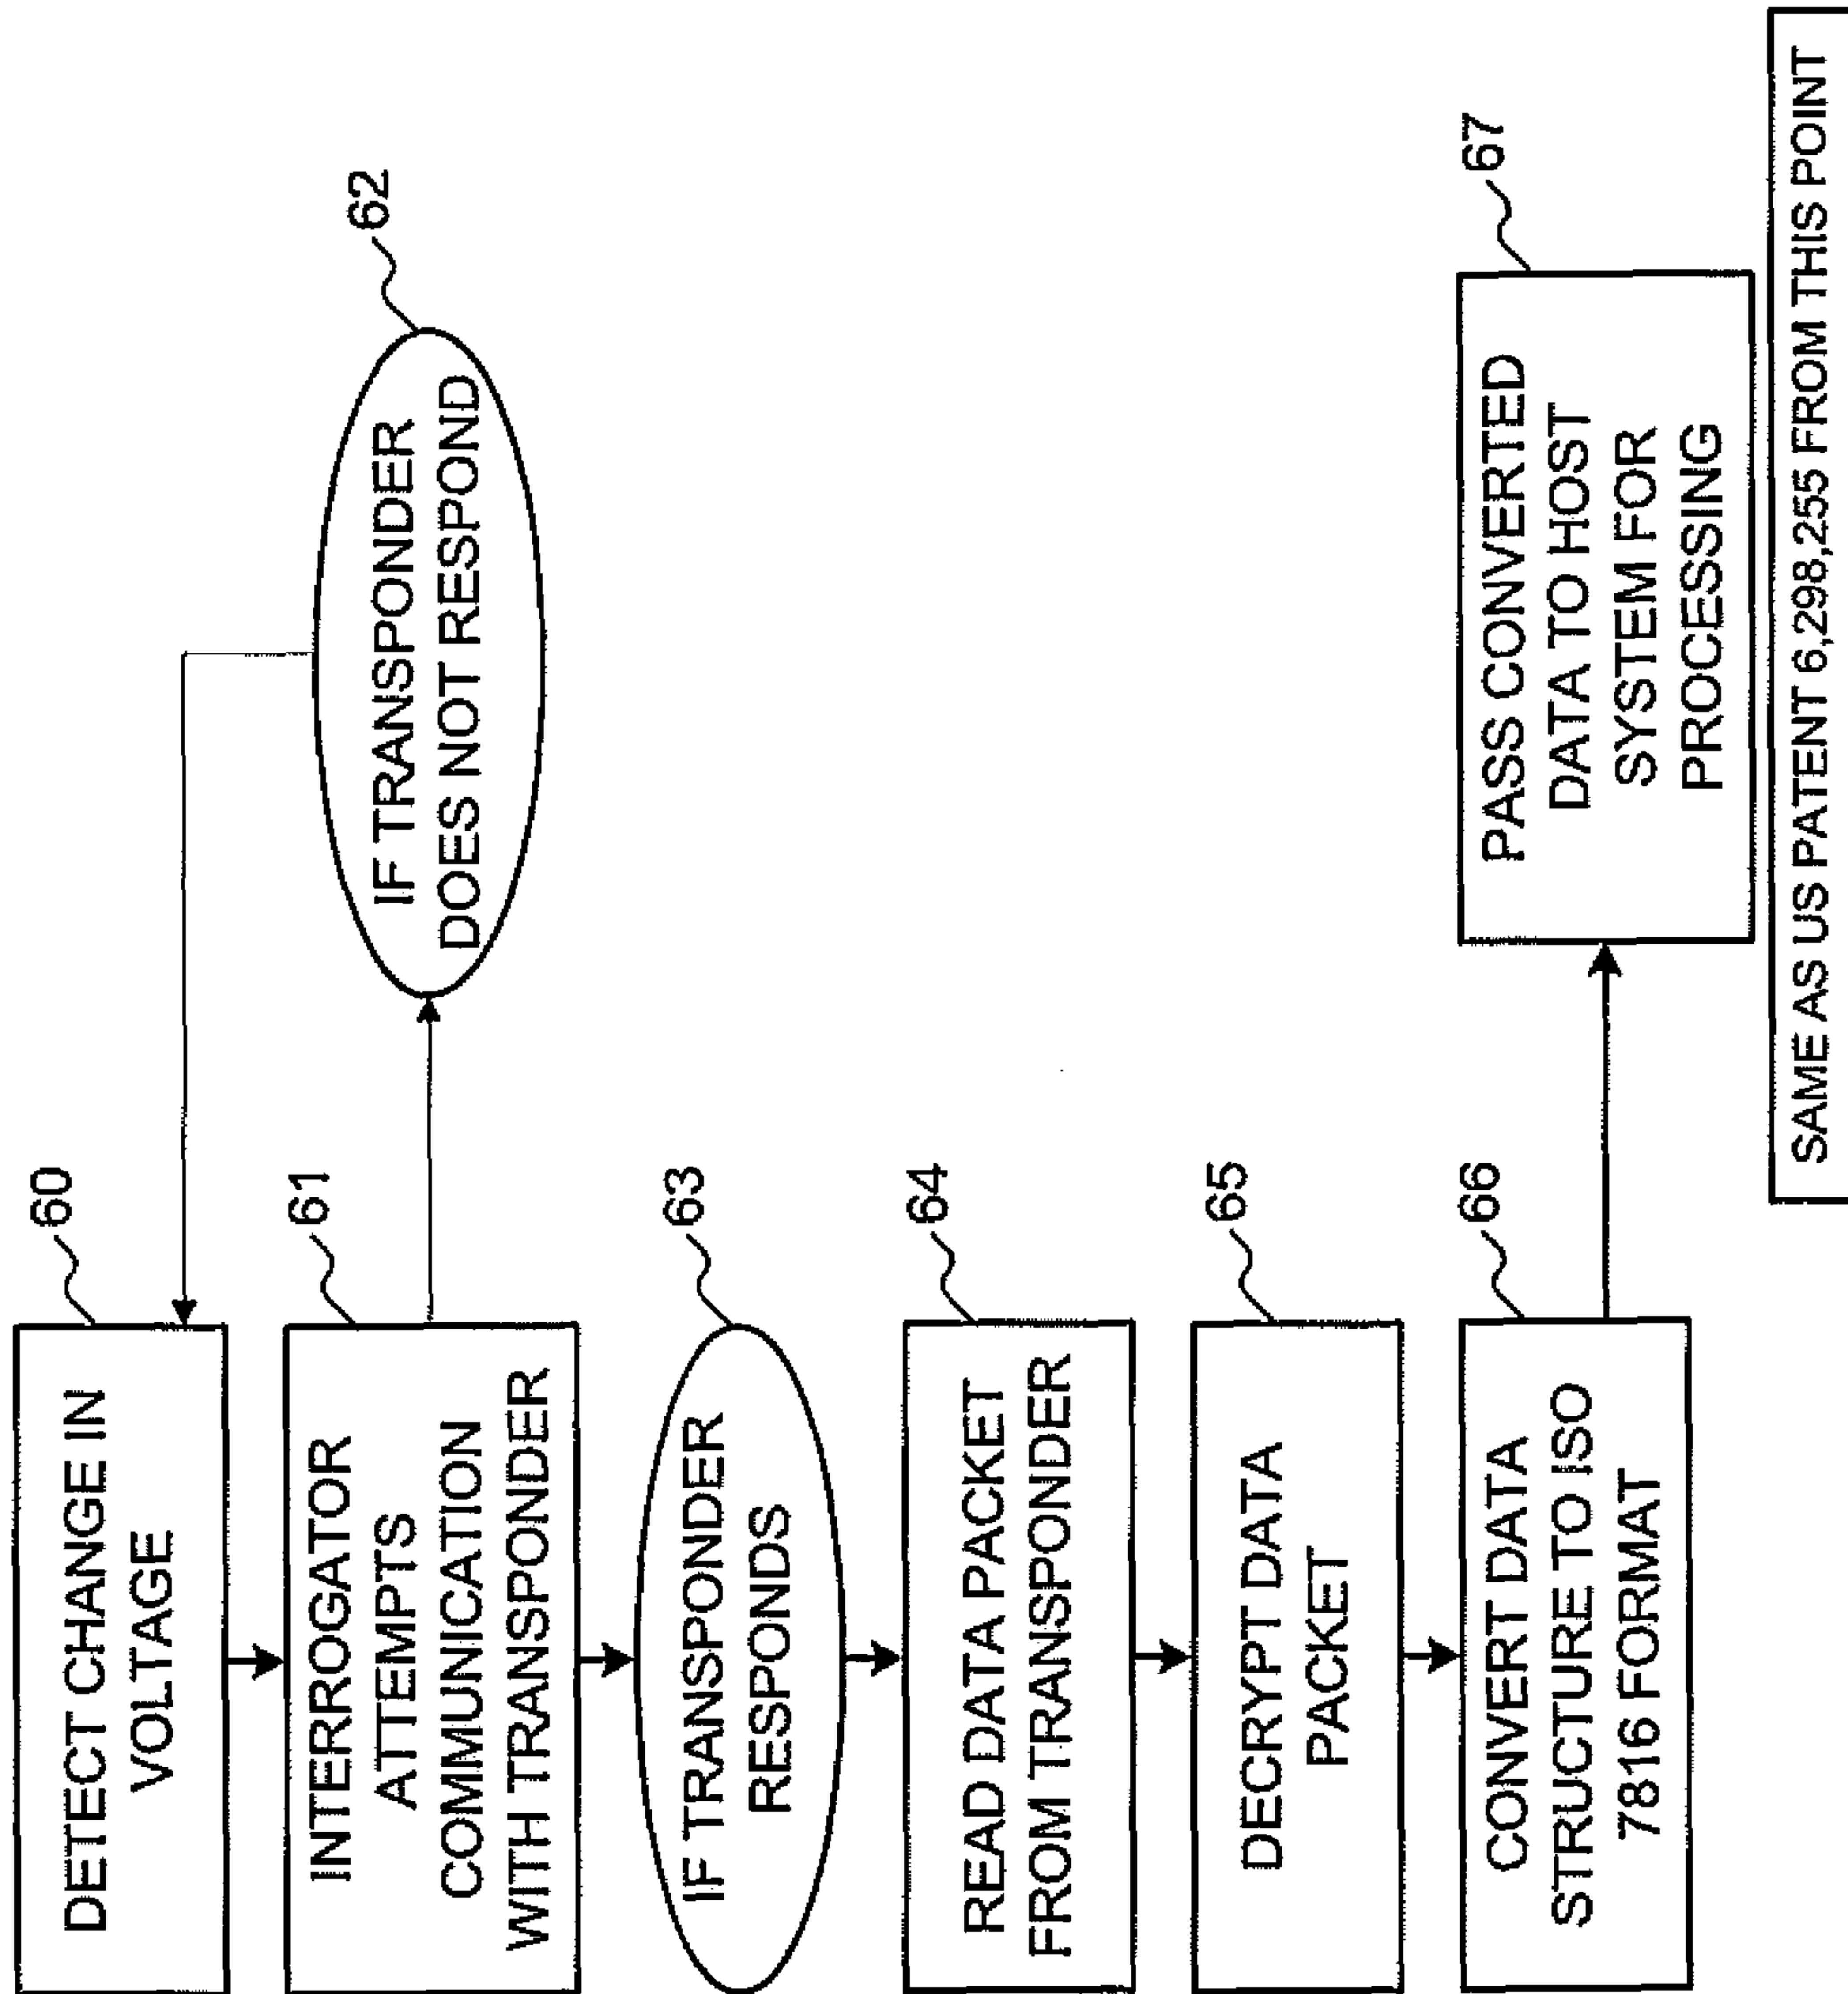 60
DETECT CHANGE IN
VOLTAGE
61
INTERROGATOR
ATTEMPTS
COMMUNICATION
WITH TRANSPONDER
62
IF TRANSPONDER
DOES NOT RESPOND
63
IF TRANSPONDER
RESPONDS
64
READ DATA PACKET
FROM TRANSPONDER
65
DECRYPT DATA
PACKET
66
CONVERT DATA
STRUCTURE TO ISO
7816 FORMAT
67
PASS CONVERTED
DATA TO HOST
SYSTEM FOR
PROCESSING
SAME AS US PATENT 6,298,255 FROM THIS POINT